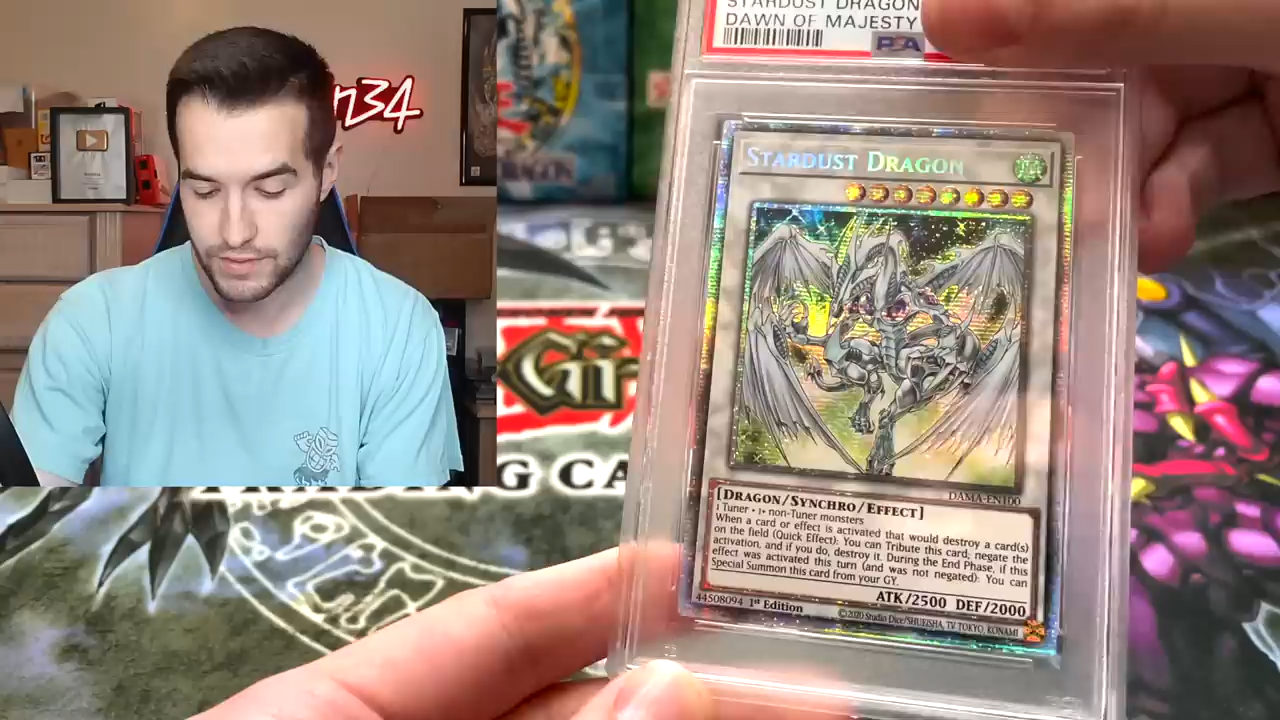 STARDUST DRAGON
DAWN OF MAJESTY
PSA
n34
STARDUST DRAGON
DRAGON
Gi-
TRADING CA
DAMA-EN100
[DRAGON/SYNCHRO/EFFECT]
1 Tuner + 1+ non-Tuner monsters
When a card or effect is activated that would destroy a card(s)
on the field (Quick Effect): You can Tribute this card; negate the
activation, and if you do, destroy it. During the End Phase, if this
effect was activated this turn (and was not negated): You can
Special Summon this card from your GY.
ATK/2500 DEF/2000
44508094 1st Edition
©2020 Studio Dice/SHUEISHA, TV TOKYO, KONAMI